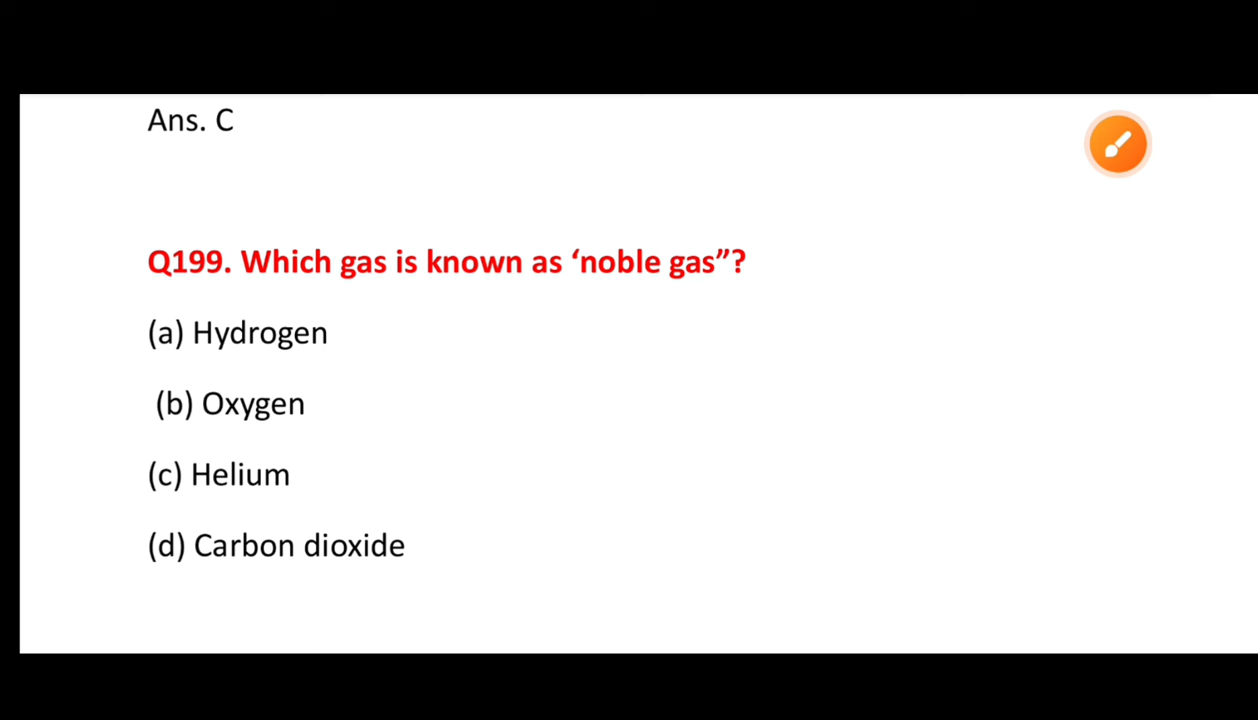 Ans. C
Q199. Which gas is known as ‘noble gas”?
(a) Hydrogen
(b) Oxygen
(c) Helium
(d) Carbon dioxide